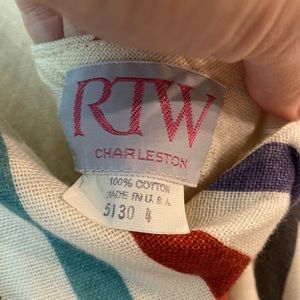 RTW
CHARLESTON
100% COTTON
MADE IN U.S.A.
5130 4